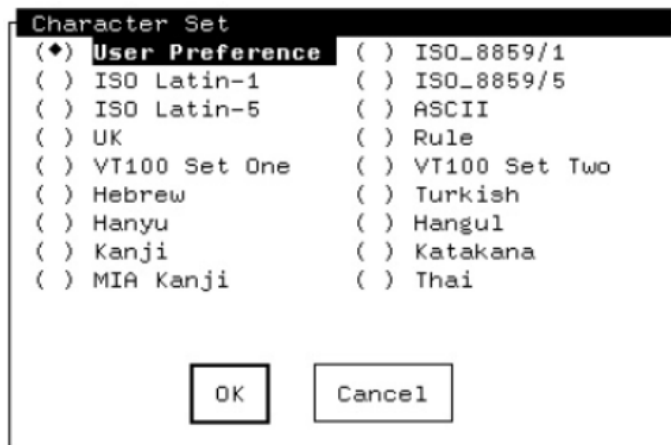 Character Set
(◆) User Preference ( ) ISO_8859/1
( ) ISO Latin-1 ( ) ISO_8859/5
( ) ISO Latin-5 ( ) ASCII
( ) UK ( ) Rule
( ) VT100 Set One ( ) VT100 Set Two
( ) Hebrew ( ) Turkish
( ) Hanyu ( ) Hangul
( ) Kanji ( ) Katakana
( ) MIA Kanji ( ) Thai
OK Cancel